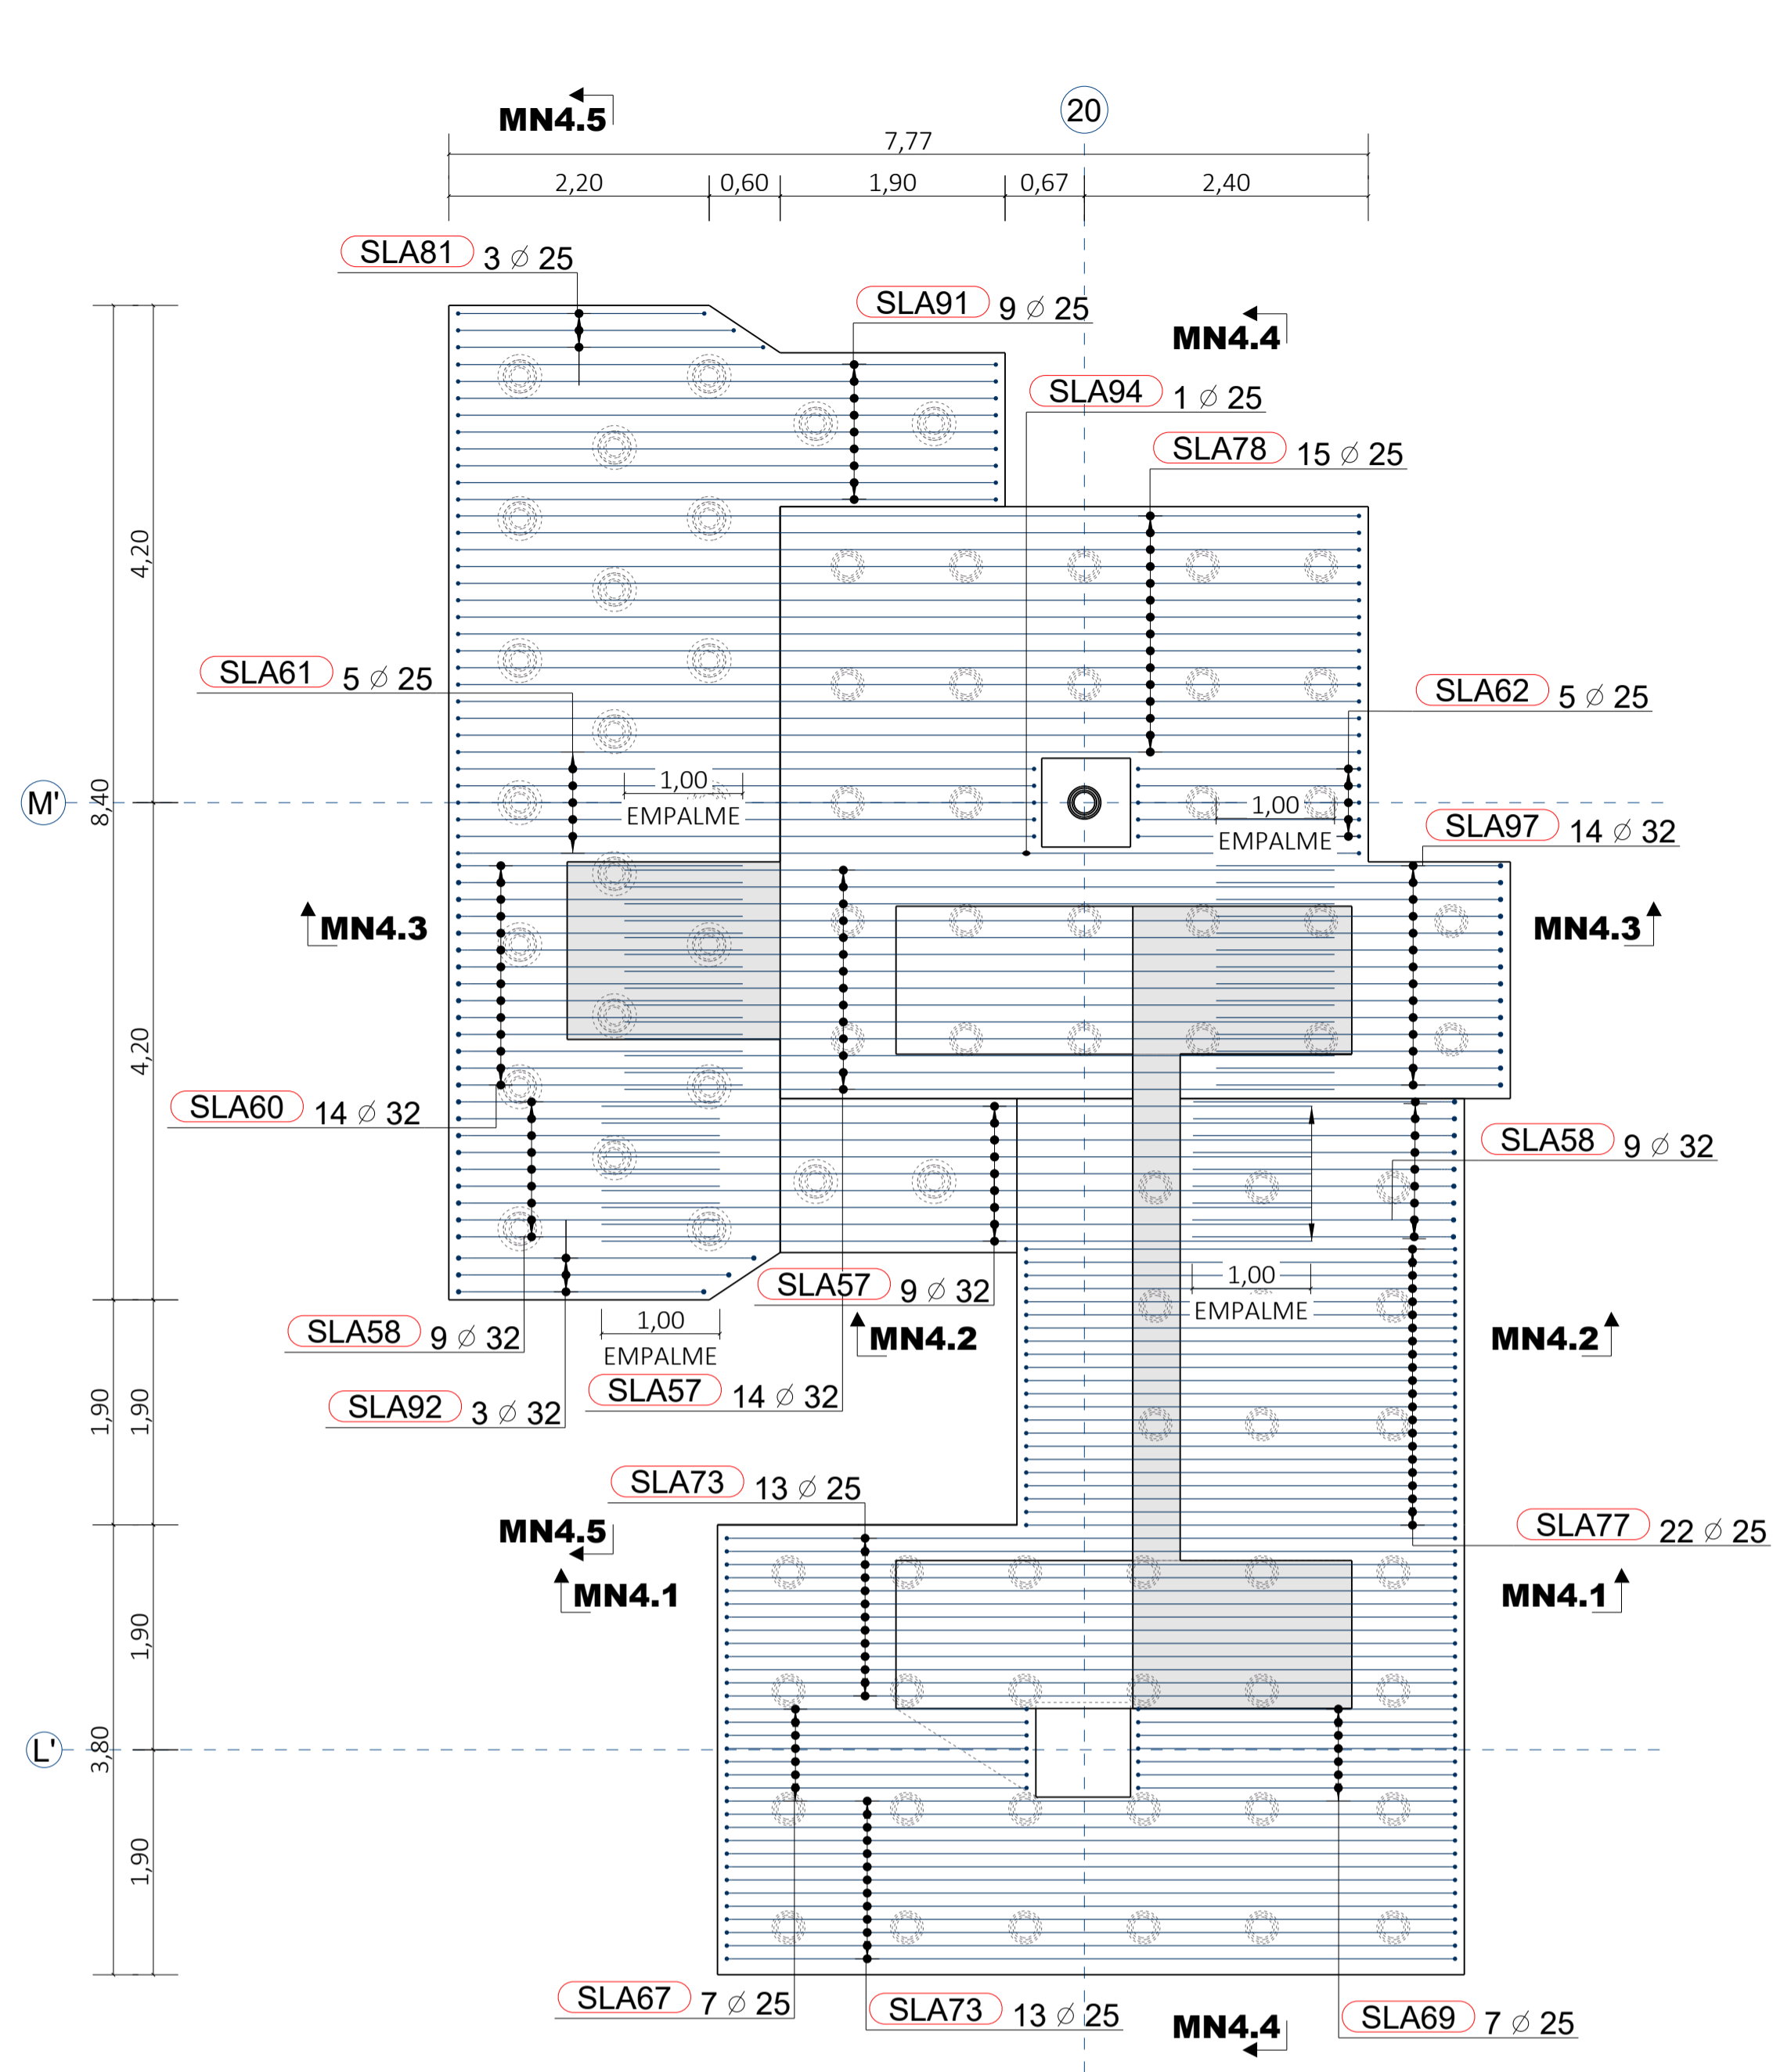 MN4.5
20
7,77
2,20 0,60 1,90 0,67 2,40
SLA81 3 ∅ 25
SLA91 9 ∅ 25
MN4.4
SLA94 1 ∅ 25
SLA78 15 ∅ 25
4,20
SLA61 5 ∅ 25
SLA62 5 ∅ 25
M'
8,40
1,00
EMPALME
1,00
EMPALME
SLA97 14 ∅ 32
MN4.3
MN4.3
4,20
SLA60 14 ∅ 32
SLA58 9 ∅ 32
SLA57 9 ∅ 32
1,00
EMPALME
SLA58 9 ∅ 32
1,00
EMPALME
MN4.2
MN4.2
SLA57 14 ∅ 32
SLA92 3 ∅ 32
1,90
1,90
SLA73 13 ∅ 25
MN4.5
SLA77 22 ∅ 25
MN4.1
MN4.1
1,90
L'
3,80
1,90
SLA67 7 ∅ 25
SLA73 13 ∅ 25
MN4.4
SLA69 7 ∅ 25